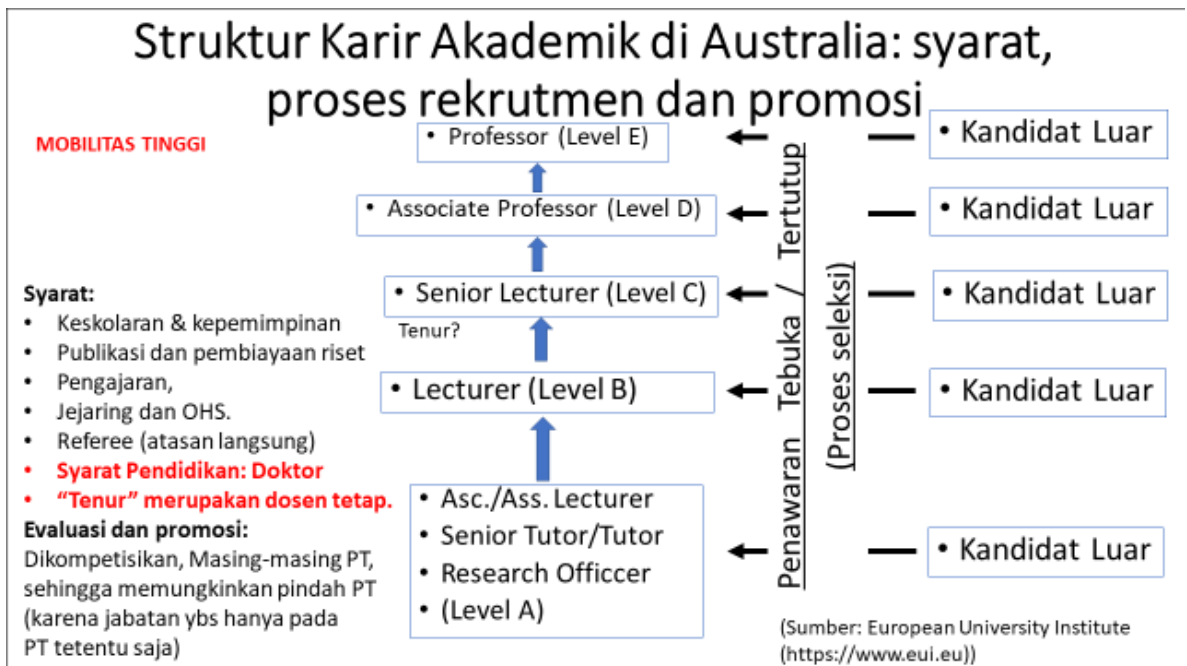 Struktur Karir Akademik di Australia: syarat,
proses rekrutmen dan promosi
MOBILITAS TINGGI
• Professor (Level E)
• Associate Professor (Level D)
• Senior Lecturer (Level C)
Tenur?
• Lecturer (Level B)
• Asc./Ass. Lecturer
• Senior Tutor/Tutor
• Research Officcer
• (Level A)
Syarat:
• Keskolaran & kepemimpinan
• Publikasi dan pembiayaan riset
• Pengajaran,
• Jejaring dan OHS.
• Referee (atasan langsung)
• Syarat Pendidikan: Doktor
• “Tenur” merupakan dosen tetap.
Evaluasi dan promosi:
Dikompetisikan, Masing-masing PT,
sehingga memungkinkan pindah PT
(karena jabatan ybs hanya pada
PT tetentu saja)
Penawaran Tebuka / Tertutup
(Proses seleksi)
• Kandidat Luar
• Kandidat Luar
• Kandidat Luar
• Kandidat Luar
• Kandidat Luar
(Sumber: European University Institute
(https://www.eui.eu))